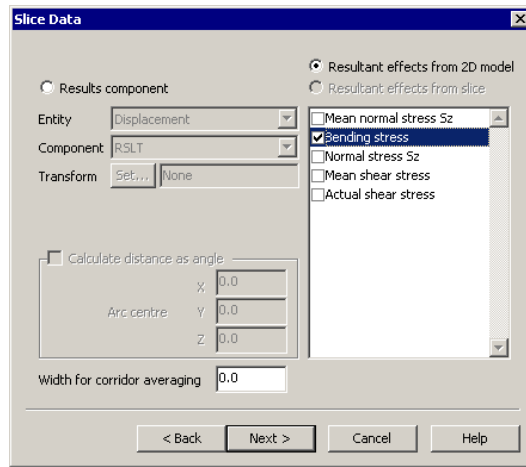 Slice Data
Resultant effects from 2D model
Results component
Resultant effects from slice
Entity
Displacement
Component
RSLT
Transform
Set...
None
Mean normal stress Sz
Bending stress
Normal stress Sz
Mean shear stress
Actual shear stress
Calculate distance as angle
X
0.0
Arc centre
Y
0.0
Z
0.0
Width for corridor averaging
0.0
< Back
Next >
Cancel
Help